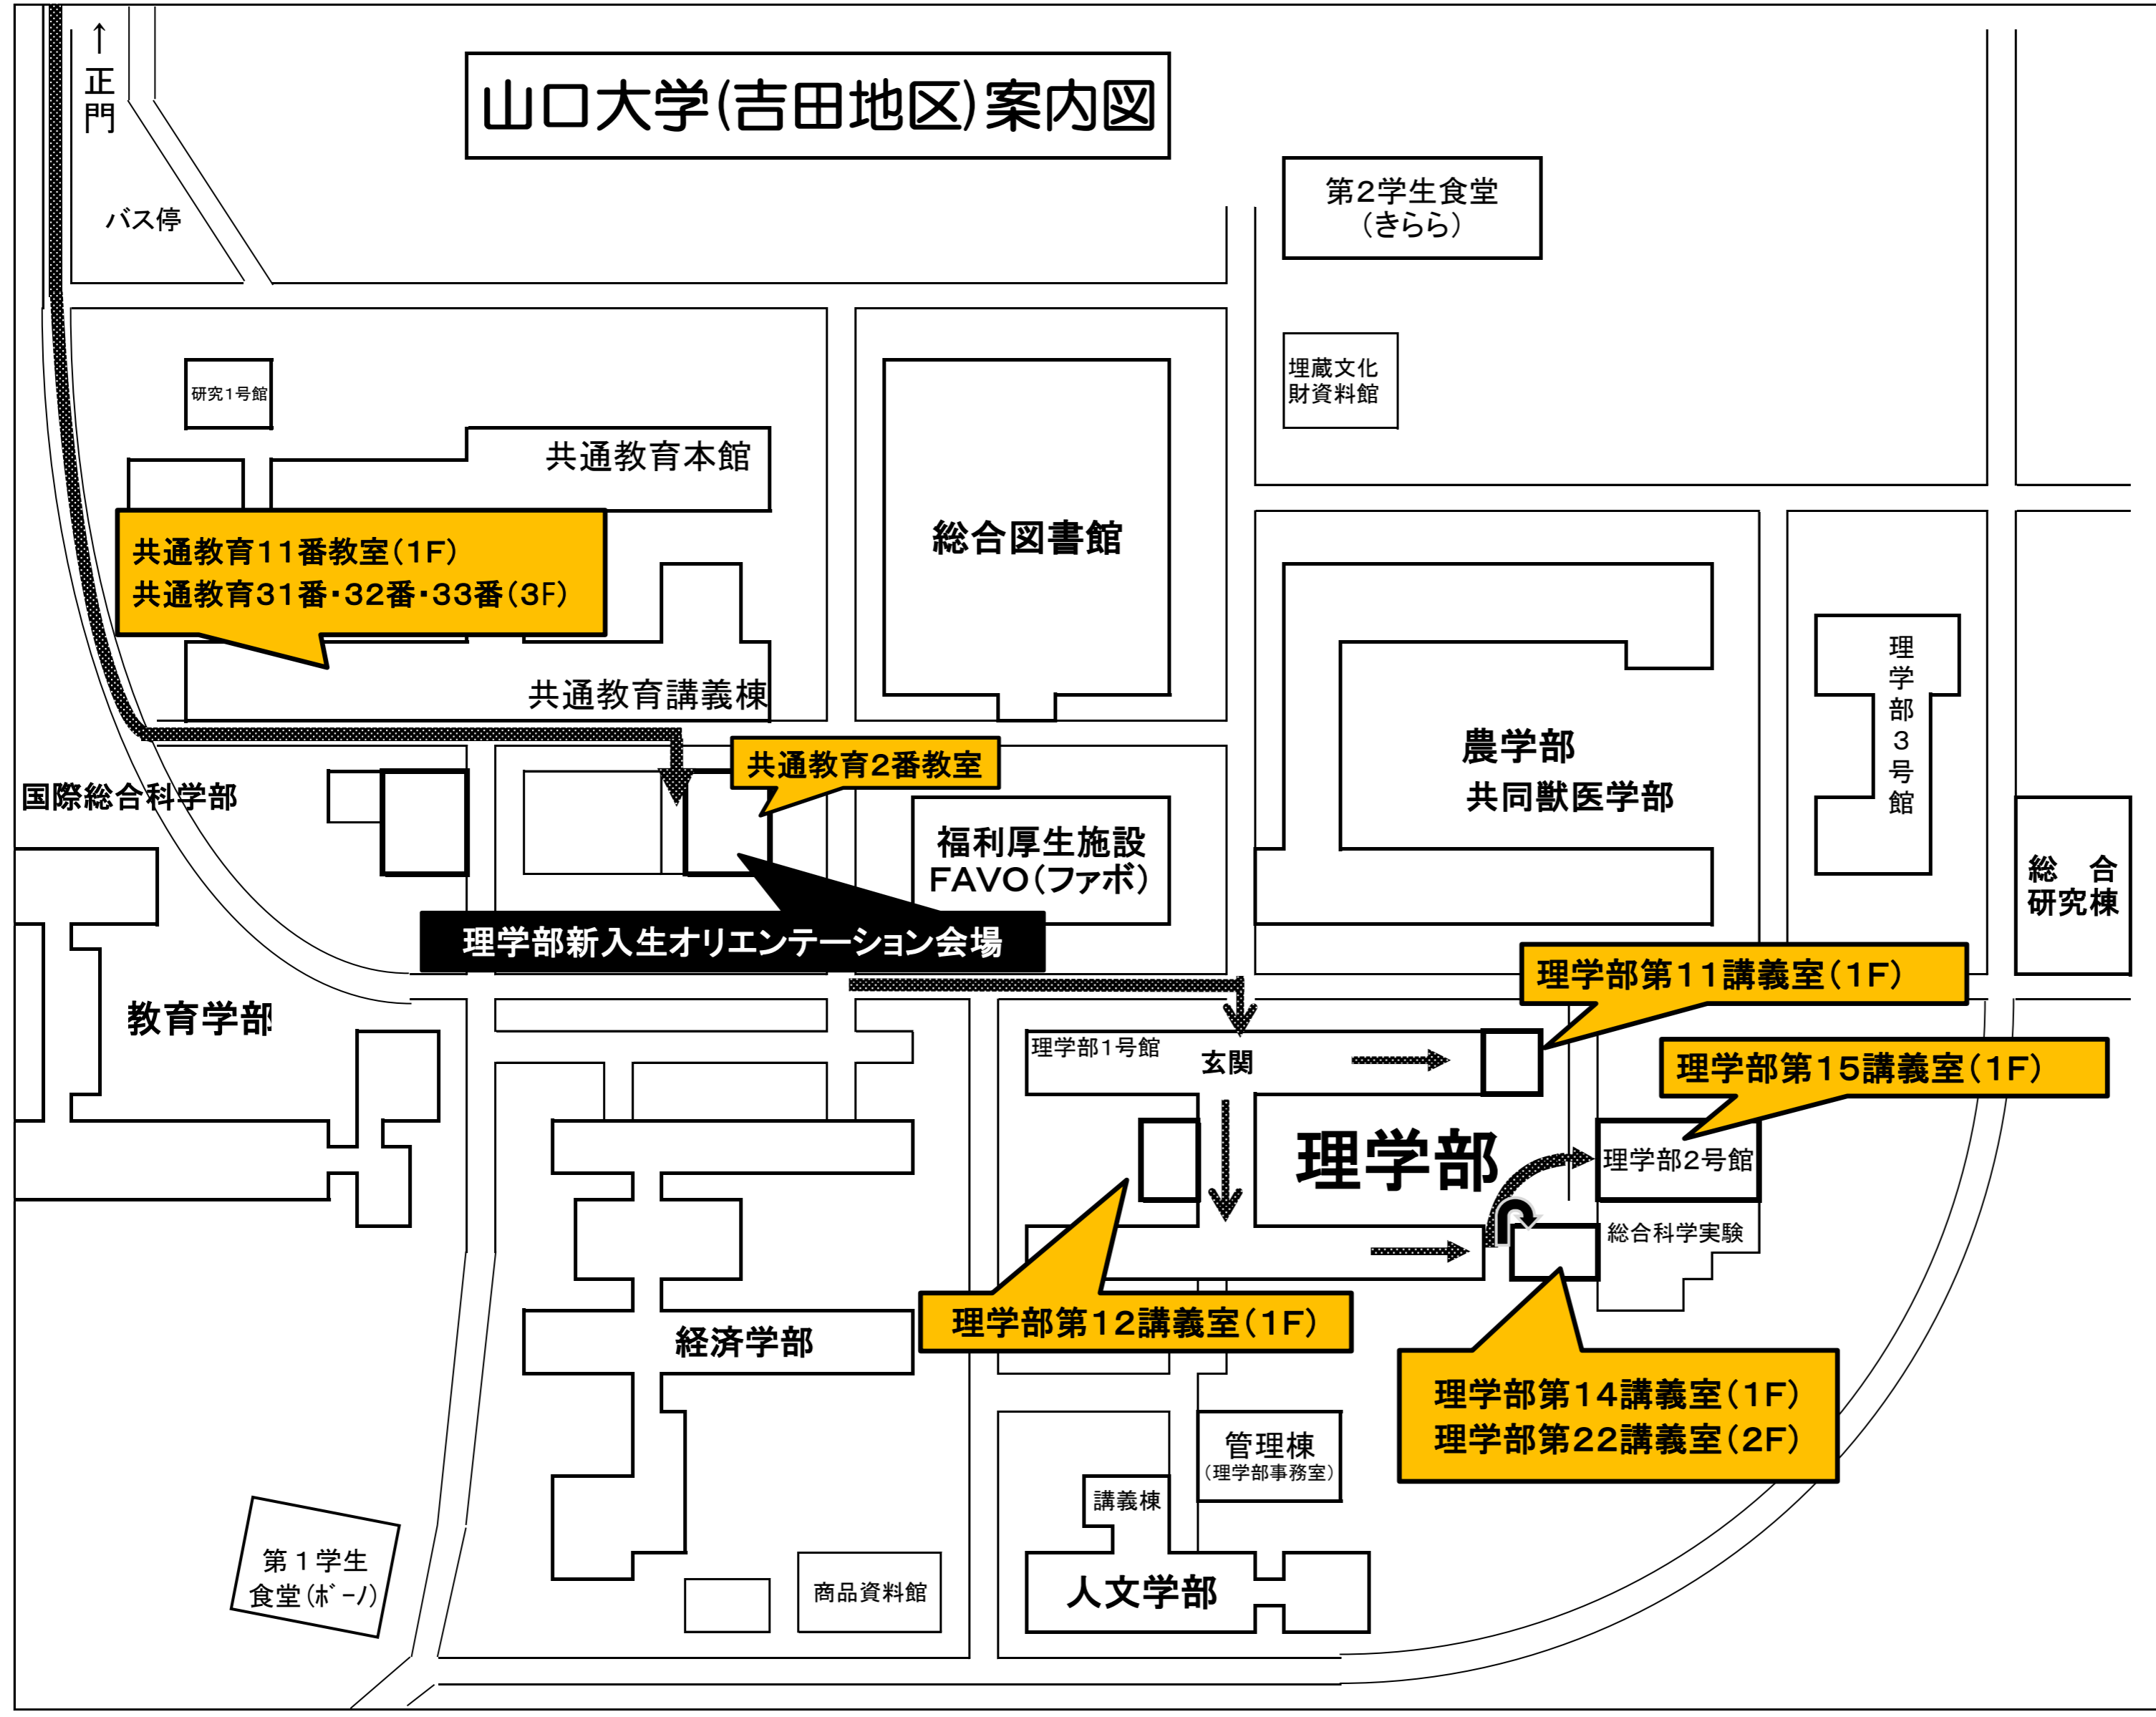 ↑
正門
山口大学(吉田地区)案内図
バス停
第2学生食堂
(きらら)
埋蔵文化
財資料館
研究1号館
共通教育本館
総合図書館
共通教育11番教室(1F)
共通教育31番・32番・33番(3F)
共通教育講義棟
理学部3号館
農学部
共同獣医学部
共通教育2番教室
国際総合科学部
福利厚生施設
FAVO(ファボ)
総 合
研究棟
理学部新入生オリエンテーション会場
理学部第11講義室(1F)
教育学部
理学部1号館
玄関
理学部第15講義室(1F)
理学部
理学部2号館
総合科学実験
理学部第12講義室(1F)
経済学部
理学部第14講義室(1F)
理学部第22講義室(2F)
管理棟
(理学部事務室)
講義棟
第1学生
食堂(ボーノ)
商品資料館
人文学部